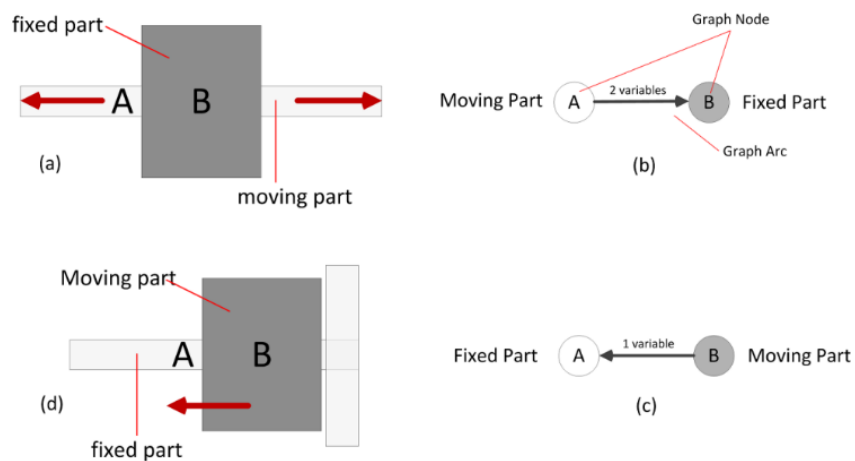 fixed part
A
B
(a)
moving part
Graph Node
Moving Part
A
2 variables
B
Fixed Part
Graph Arc
(b)
Moving part
A
B
(d)
fixed part
Fixed Part
A
1 variable
B
Moving Part
(c)